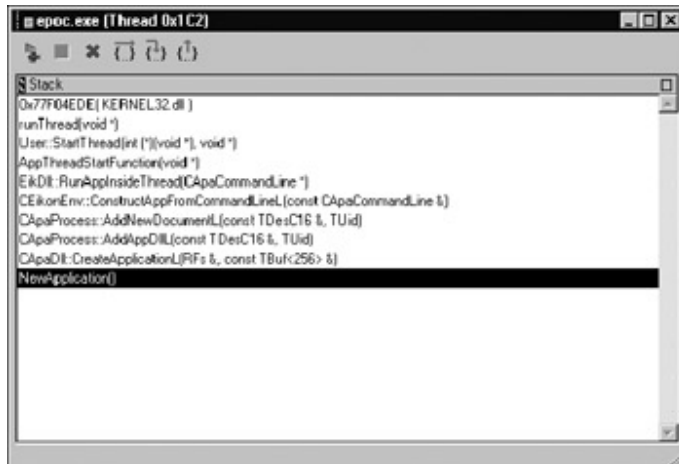 epoc.exe (Thread 0x1C2)
Stack
0x77F04EDE( KERNEL32.dll )
runThread(void *)
User::StartThread(int (*)(void *), void *)
AppThreadStartFunction(void *)
EikDll::RunAppInsideThread(CApaCommandLine *)
CEikonEnv::ConstructAppFromCommandLineL(const CApaCommandLine &)
CApaProcess::AddNewDocumentL(const TDesC16 &, TUid)
CApaProcess::AddAppDllL(const TDesC16 &, TUid)
CApaDll::CreateApplicationL(RFs &, const TBuf<256> &)
NewApplication()